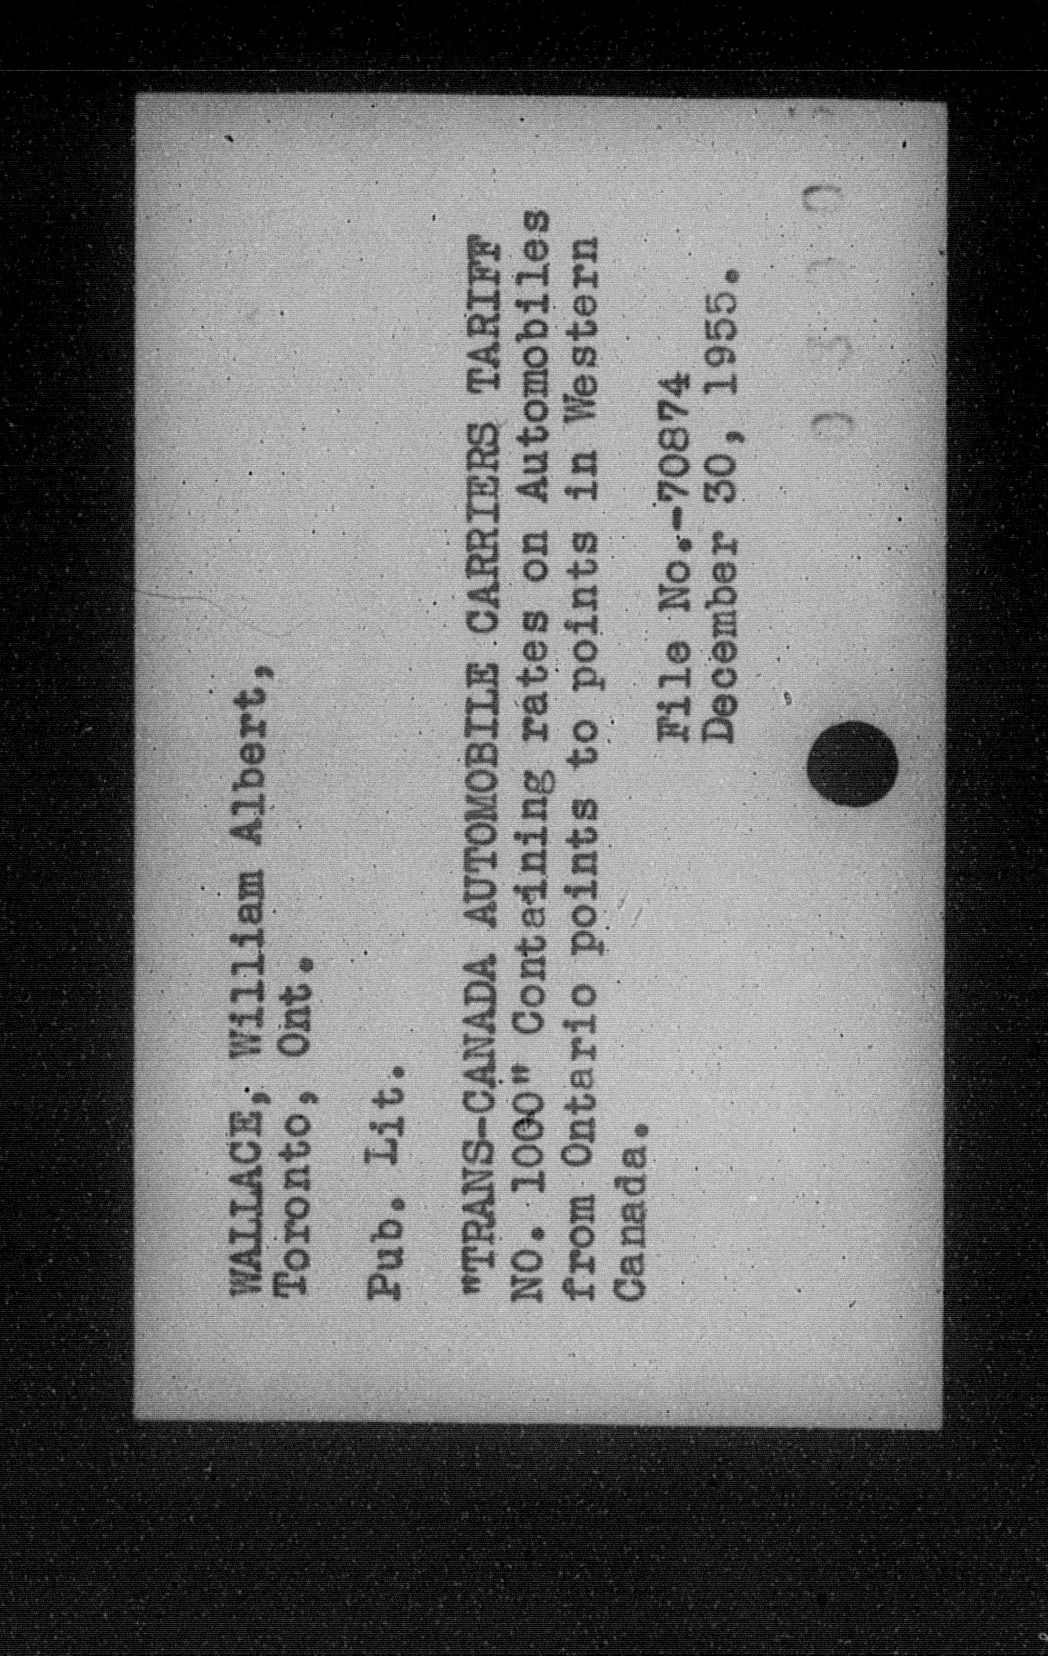 WALLACE, William Albert,
Toronto, Ont.
Pub. Lit.
"TRANS-CANADA AUTOMOBILE CARRIERS TARIFF
NO. 1000" Containing rates on Automobiles
from Ontario points to points in Western
Canada.
File No.-70874
December 30, 1955.